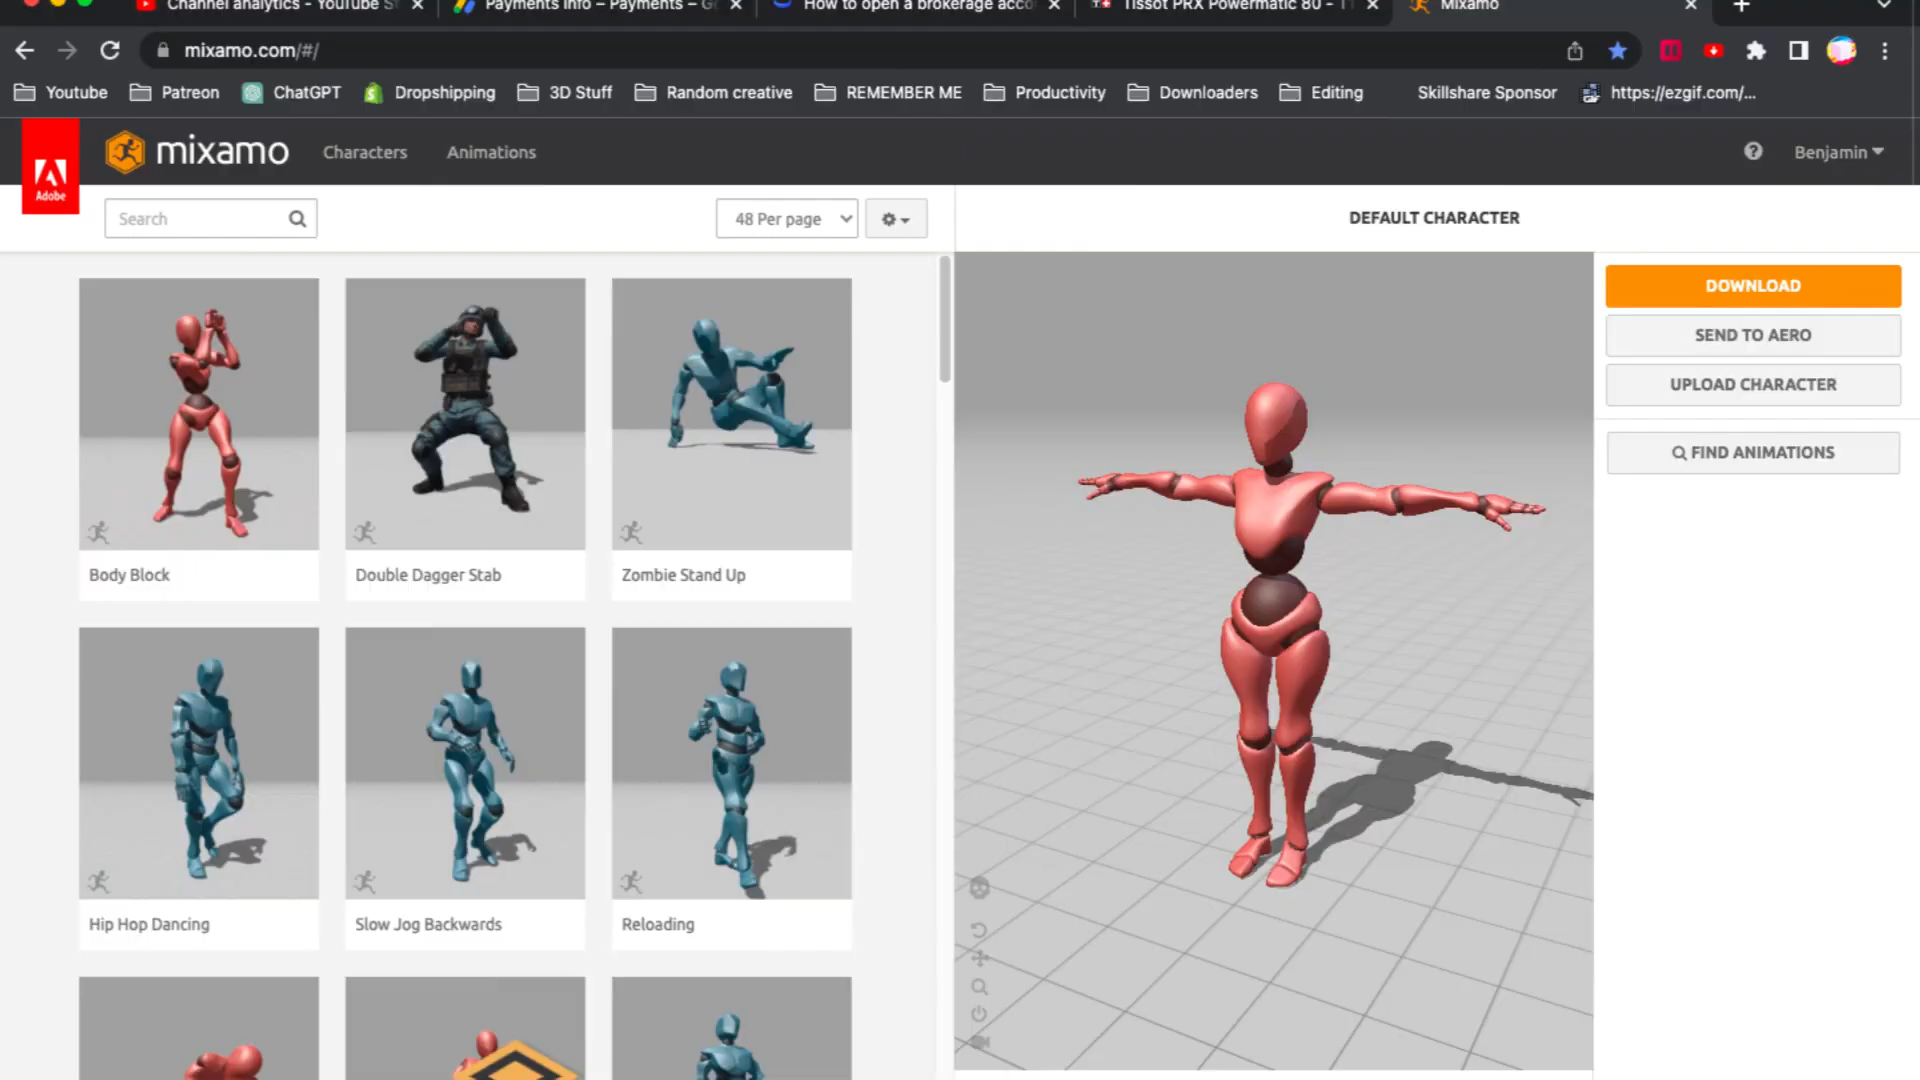 Channel analytics - YouTube S
Payments info – Payments – G
How to open a brokerage acco
Tissot PRX Powermatic 80 -
Mixamo
mixamo.com/#/
Youtube
Patreon
ChatGPT
Dropshipping
3D Stuff
Random creative
REMEMBER ME
Productivity
Downloaders
Editing
Skillshare Sponsor
https://ezgif.com/...
Adobe
mixamo
Characters
Animations
Benjamin
Search
48 Per page
DEFAULT CHARACTER
DOWNLOAD
SEND TO AERO
UPLOAD CHARACTER
FIND ANIMATIONS
Body Block
Double Dagger Stab
Zombie Stand Up
Hip Hop Dancing
Slow Jog Backwards
Reloading